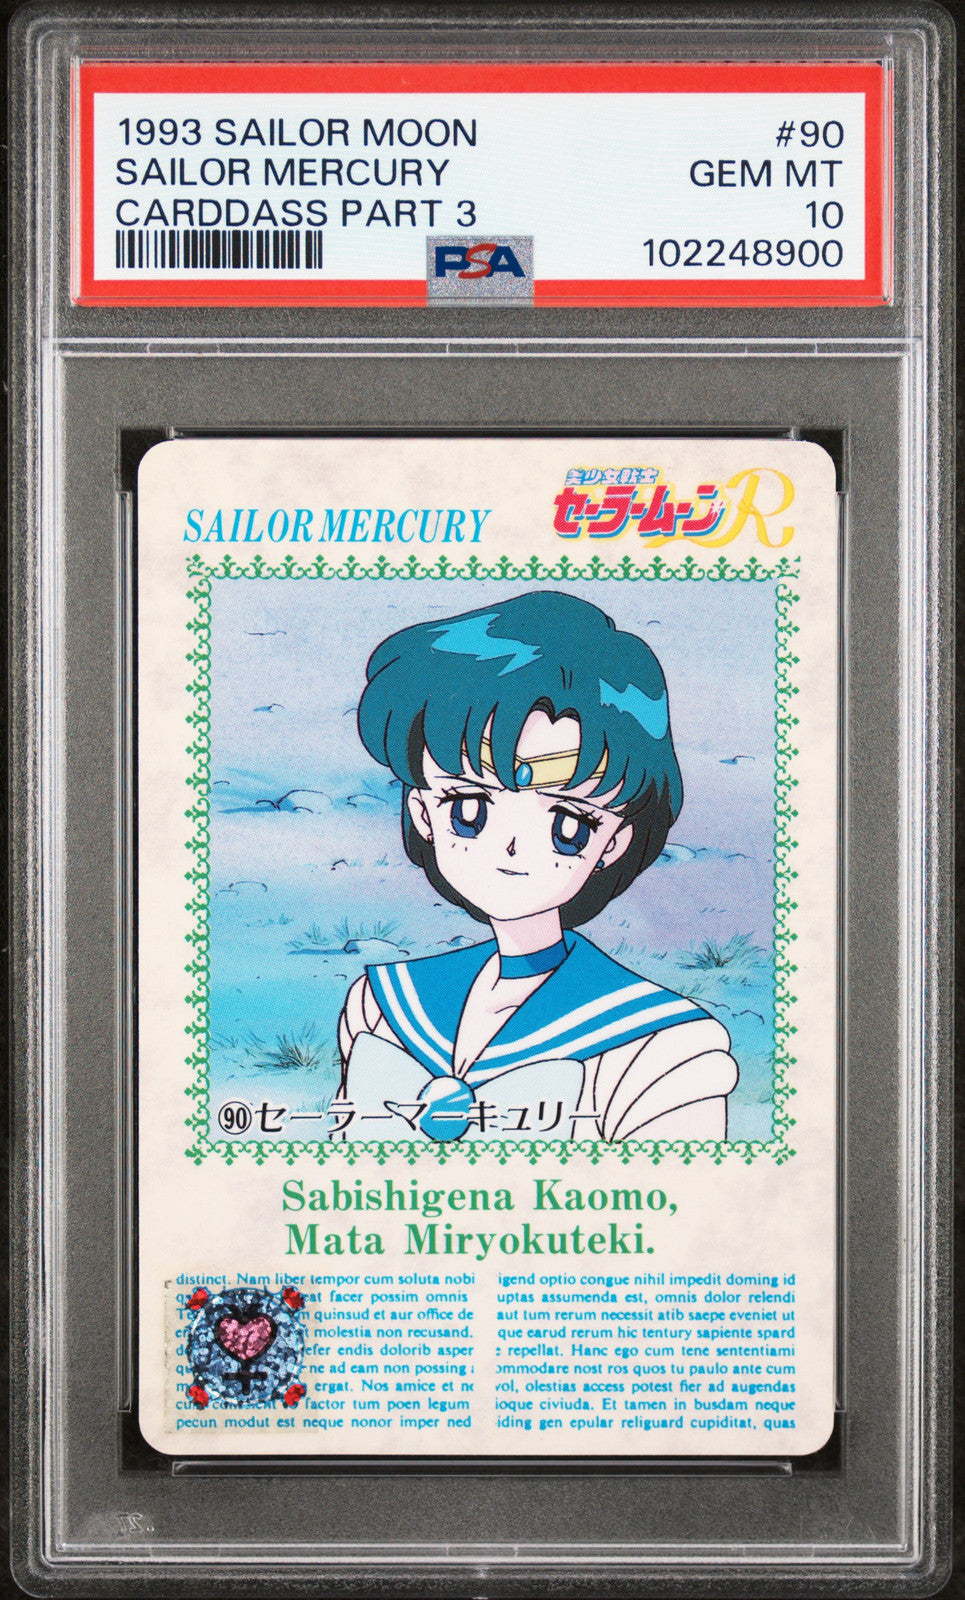 1993 SAILOR MOON #90
SAILOR MERCURY GEM MT
CARDDASS PART 3 10
PSA 102248900
SAILOR MERCURY
美少女戦士
セーラームーンR
90 セーラーマーキュリー
Sabishigena Kaomo,
Mata Miryokuteki.
distinct. Nam liber tempor cum soluta nobi
facer possim omnis
quinsud et aur office de
molestia non recusand.
endis dolorib asper
ne ad eam non possing
ergat. Nos amice et ne
factor tum poen legum
pecun modut est neque nonor imper ned
igend optio congue nihil impedit doming id
uptas assumenda est, omnis dolor relendi
aut tum rerum necessit atib saepe eveniet ut
que earud rerum hic tentury sapiente spard
repellat. Hanc ego cum tene sententiami
ommodare nost ros quos tu paulo ante cum
vol, olestias access potest fier ad augendas
ioque civiuda. Et tamen in busdam neque
iding gen epular religuard cupiditat, quas